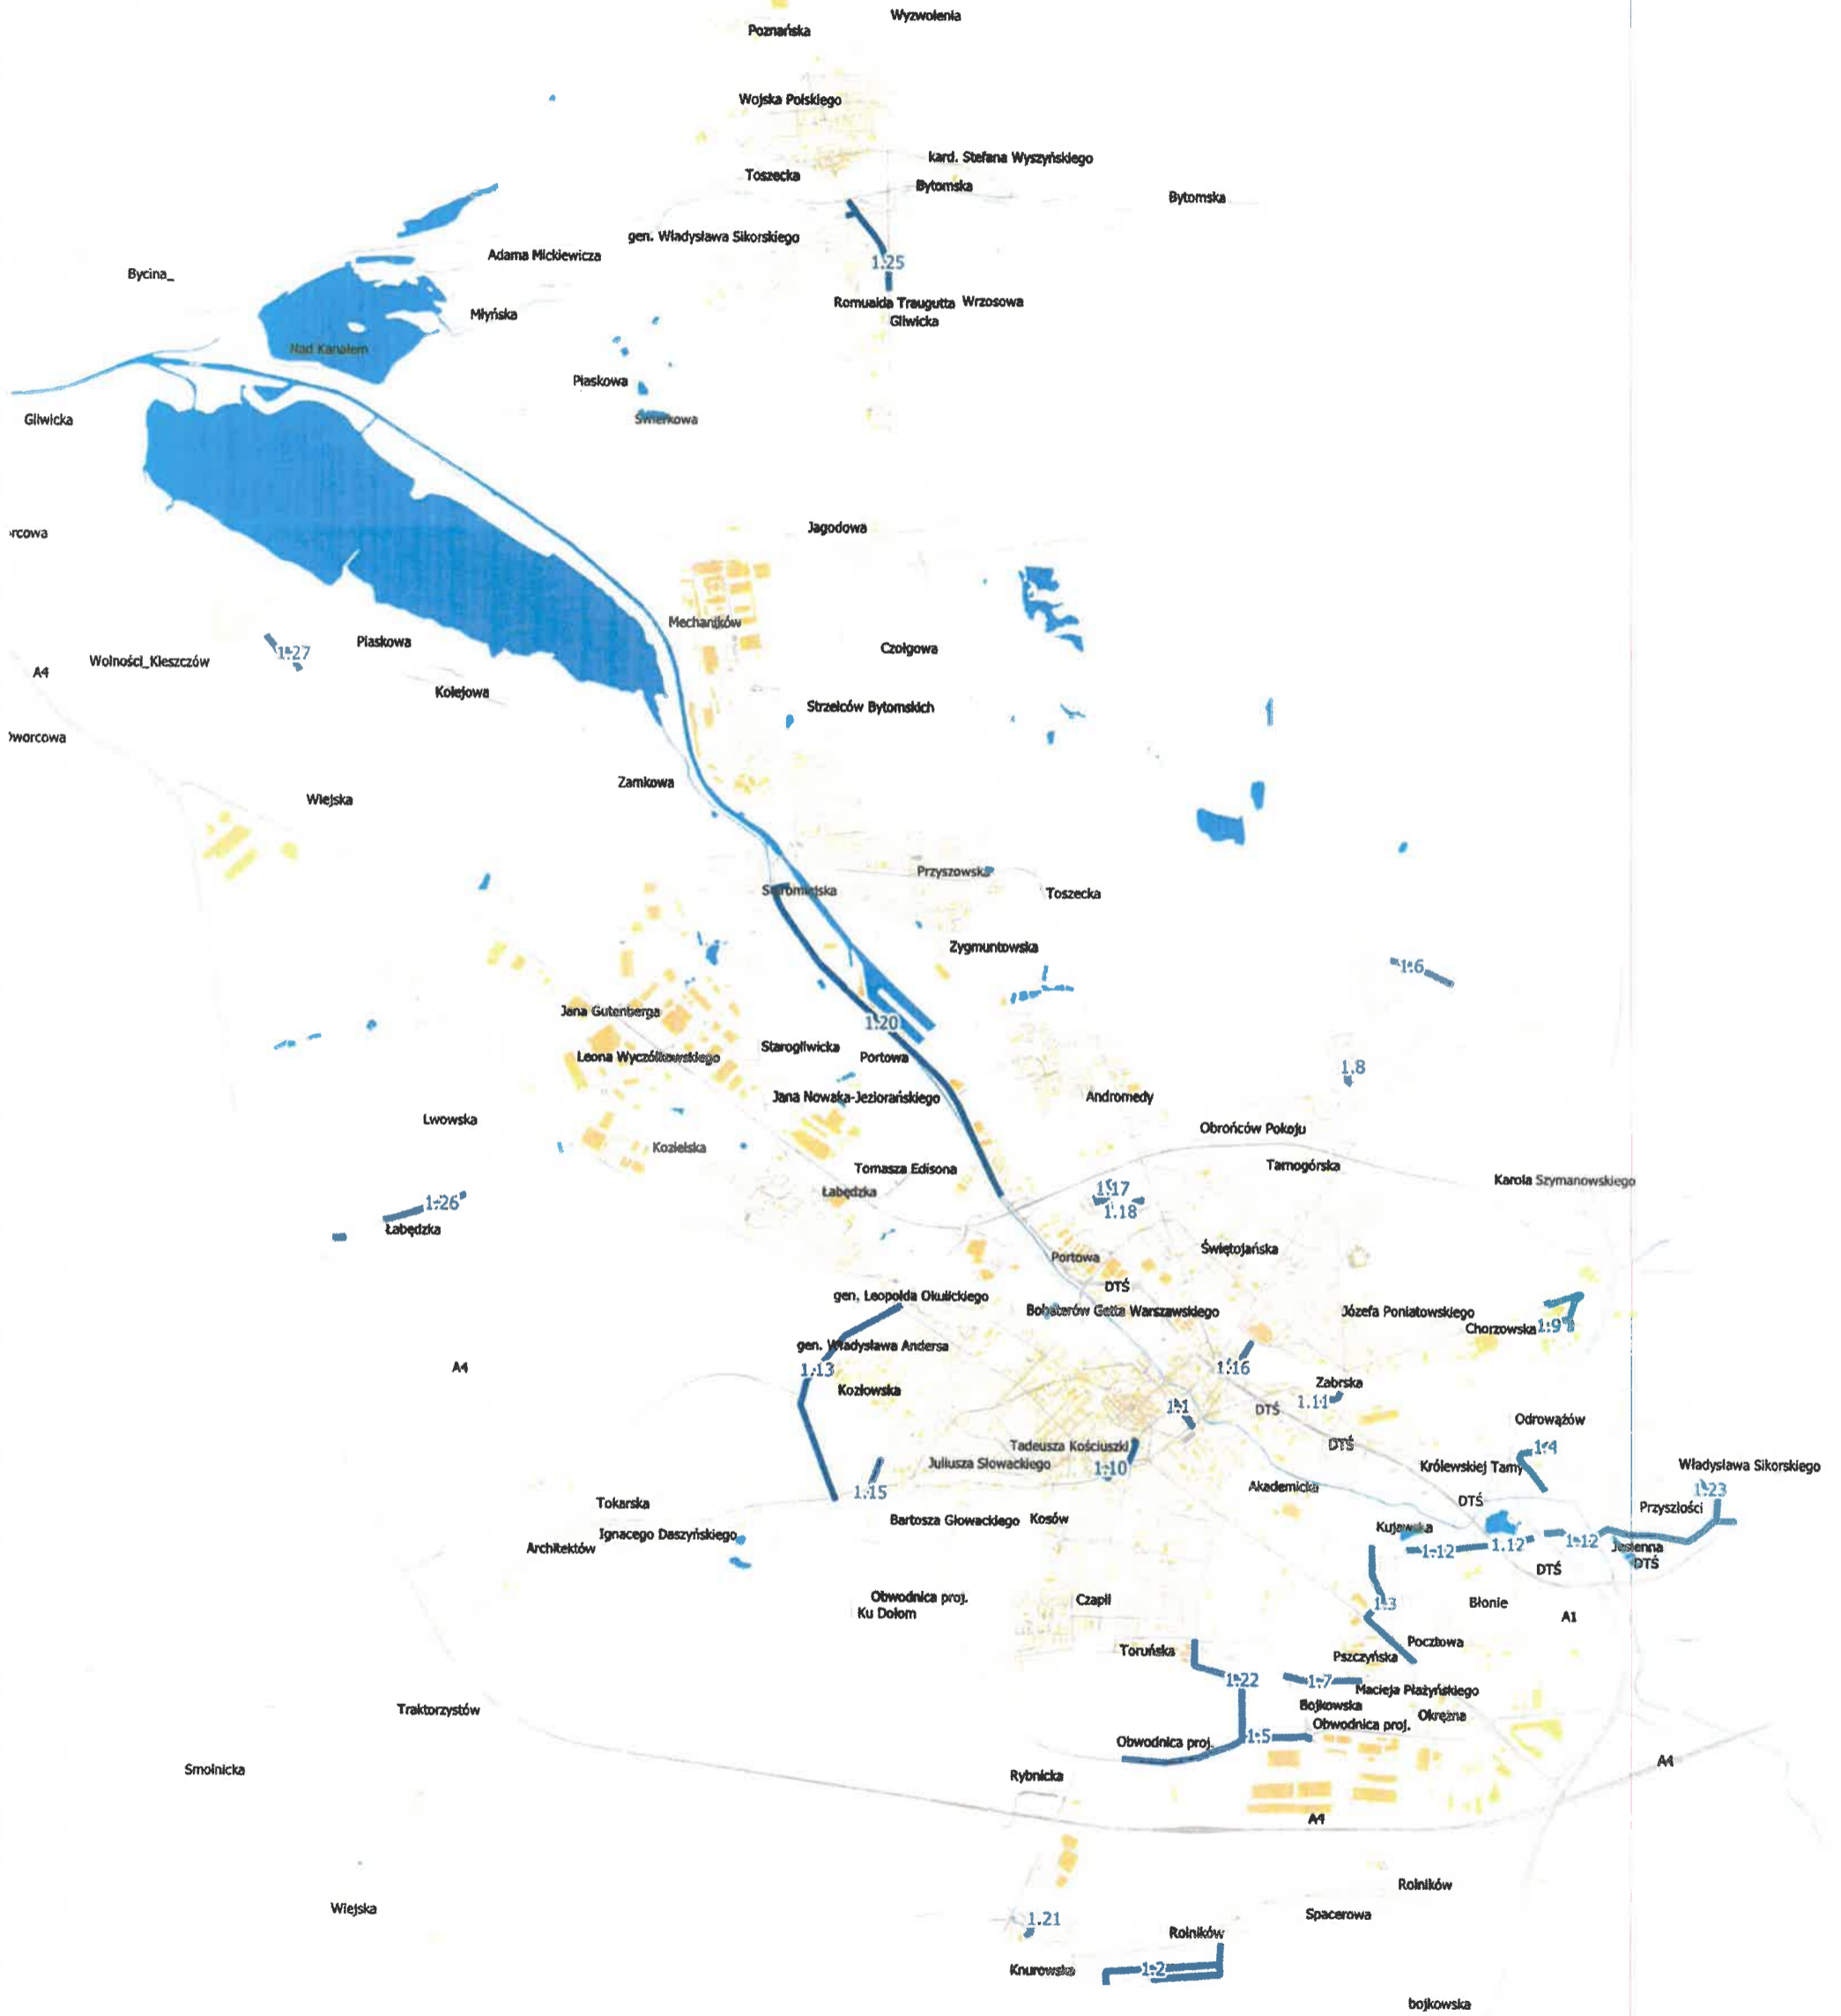 Wyzwolenia
Poznańska
Wojska Polskiego
kard. Stefana Wyszyńskiego
Toszecka
Bytomska
Bytomska
gen. Władysława Sikorskiego
Adama Mickiewicza
1.25
Bycina_
Romualda Traugutta Wrzosowa
Młyńska
Gliwicka
Nad Kanałem
Piaskowa
Gliwicka
Świerkowa
Jagodowa
rcowa
Mechaników
Piaskowa
Czołgowa
1.27
Wolności_Kleszczów
A4
Kolejowa
Strzelców Bytomskich
Dworcowa
Zamkowa
Wiejska
Przyszowska
Staromiejska
Toszecka
Zygmuntowska
1.6
Jana Gutenberga
1.20
Starogliwicka
Leona Wyczółkowskiego
Portowa
1.8
Jana Nowaka-Jeziorańskiego
Andromedy
Lwowska
Obrońców Pokoju
Kozielska
Tarnogórska
Tomasza Edisona
Karola Szymanowskiego
1.17
Łabędzka
1.26
1.18
Łabędzka
Świętojańska
Portowa
DTŚ
gen. Leopolda Okulickiego
Bohaterów Getta Warszawskiego
Józefa Poniatowskiego
1.9
Chorzowska
gen. Władysława Andersa
A4
1.13
1.16
Zabrska
Kozłowska
1.11
1.1
DTŚ
Odrowążów
Tadeusza Kościuszki
DTŚ
1.4
Juliusza Słowackiego
1.10
Królewskiej Tamy
Władysława Sikorskiego
Akademicka
1.15
1.23
DTŚ
Tokarska
Przyszłości
Bartosza Głowackiego
Kosów
Kujawska
Ignacego Daszyńskiego
1.12
1.12
1.12
Jesienna
Architektów
DTŚ
DTŚ
Obwodnica proj.
Czapli
Błonie
1.3
Ku Dołom
A1
Pocztowa
Toruńska
Pszczyńska
1.22
1.7
Macieja Płażyńskiego
Bojkowska
Traktorzystów
Okrężna
Obwodnica proj.
1.5
Obwodnica proj.
A4
Smolnicka
Rybnicka
A4
Rolników
Wiejska
Spacerowa
1.21
Rolników
Knurowska
1.2
bojkowska